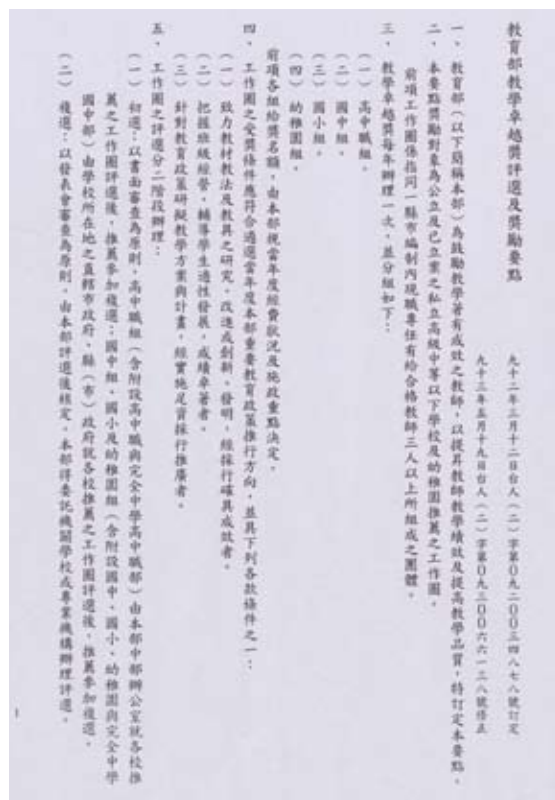 教育部教學卓越獎評選及獎勵要點
九十二年三月十二日台人（二）字第０九二００三四八七八號訂定
九十三年五月十九日台人（二）字第０九三００六六一三八號修正
一、教育部（以下簡稱本部）為鼓勵教學著有成效之教師，以提昇教師教學績效及提高教學品質，特訂定本要點。
二、本要點獎勵對象為公立及已立案之私立高級中等以下學校及幼稚園推薦之工作團。
前項工作團係指同一縣市編制內現職專任有給合格教師三人以上所組成之團體。
三、教學卓越獎每年辦理一次，並分組如下：
（一）高中職組。
（二）國中組。
（三）國小組。
（四）幼稚園組。
前項各組給獎名額，由本部視當年度經費狀況及施政重點決定。
四、工作團之受獎條件應符合遴選當年度本部重要教育政策推行方向，並具下列各款條件之一：
（一）致力教材教法及教具之研究，改進或創新、發明，經採行確具成效者。
（二）把握班級經營，輔導學生適性發展，成績卓著者。
（三）針對教育政策研擬教學方案與計畫，經實施足資採行推廣者。
五、工作團之評選分二階段辦理：
（一）初選：以書面審查為原則，高中職組（含附設高中職與完全中學高中職部）由本部中部辦公室就各校推
薦之工作團評選後，推薦參加複選；國中組、國小及幼稚園組（含附設國中、國小、幼稚園與完全中學
國中部）由學校所在地之直轄市政府、縣（市）政府就各校推薦之工作團評選後，推薦參加複選。
（二）複選：以發表會審查為原則，由本部評選後核定。本部得委託機關學校或專業機構辦理評選。
1